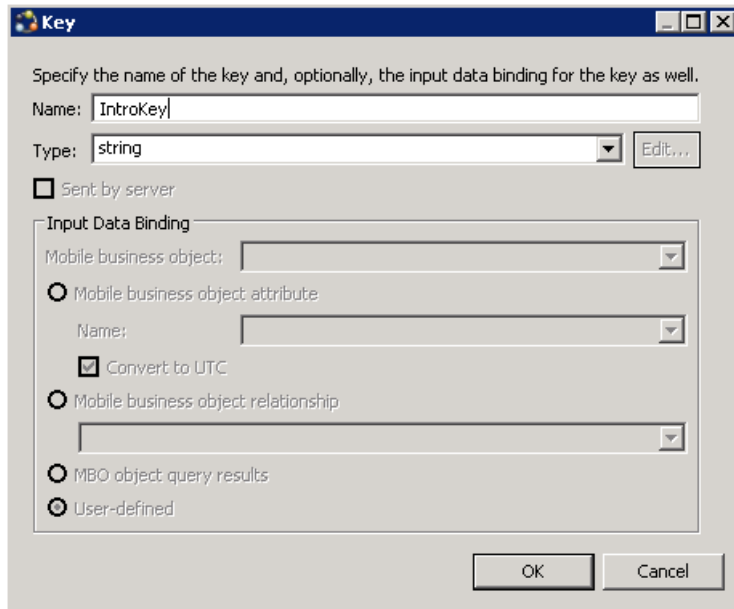 Key
Specify the name of the key and, optionally, the input data binding for the key as well.
Name: IntroKey
Type: string Edit...
Sent by server
Input Data Binding
Mobile business object:
Mobile business object attribute
Name:
Convert to UTC
Mobile business object relationship
MBO object query results
User-defined
OK Cancel